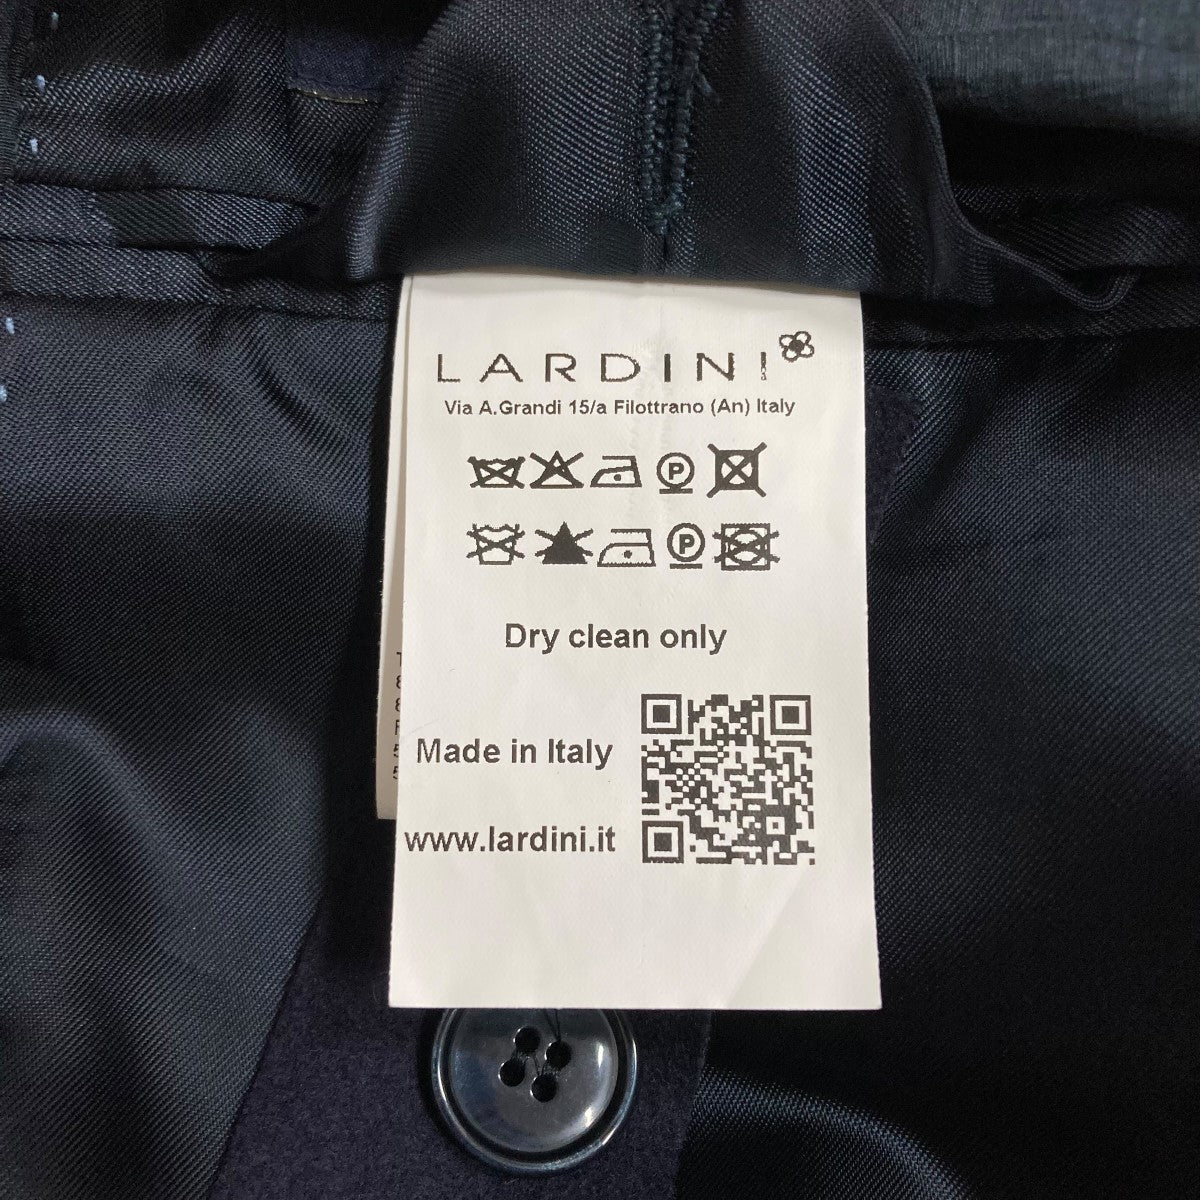 LARDINI
Via A.Grandi 15/a Filottrano (An) Italy
P
P
Dry clean only
Made in Italy
www.lardini.it